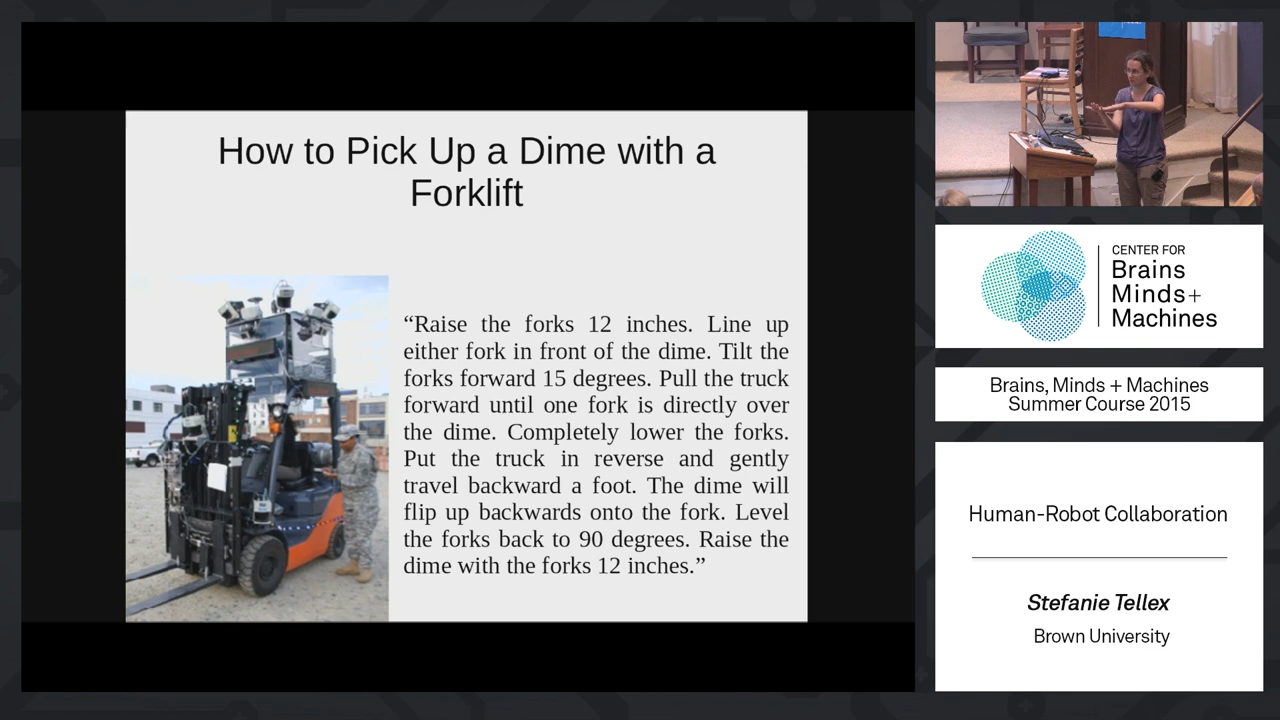 How to Pick Up a Dime with a
Forklift
“Raise the forks 12 inches. Line up
either fork in front of the dime. Tilt the
forks forward 15 degrees. Pull the truck
forward until one fork is directly over
the dime. Completely lower the forks.
Put the truck in reverse and gently
travel backward a foot. The dime will
flip up backwards onto the fork. Level
the forks back to 90 degrees. Raise the
dime with the forks 12 inches.”
CENTER FOR
Brains
Minds+
Machines
Brains, Minds + Machines
Summer Course 2015
Human-Robot Collaboration
Stefanie Tellex
Brown University